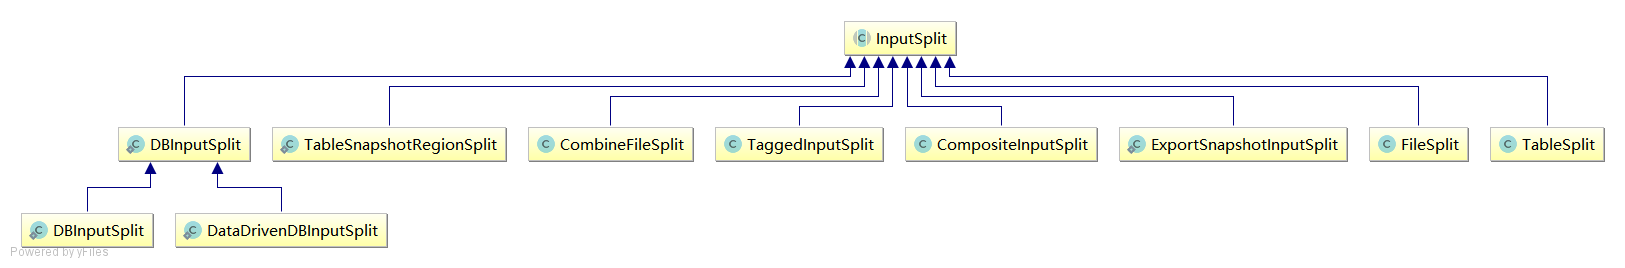 InputSplit
DBInputSplit
TableSnapshotRegionSplit
CombineFileSplit
TaggedInputSplit
CompositeInputSplit
ExportSnapshotInputSplit
FileSplit
TableSplit
DBInputSplit
DataDrivenDBInputSplit
Powered by yFiles